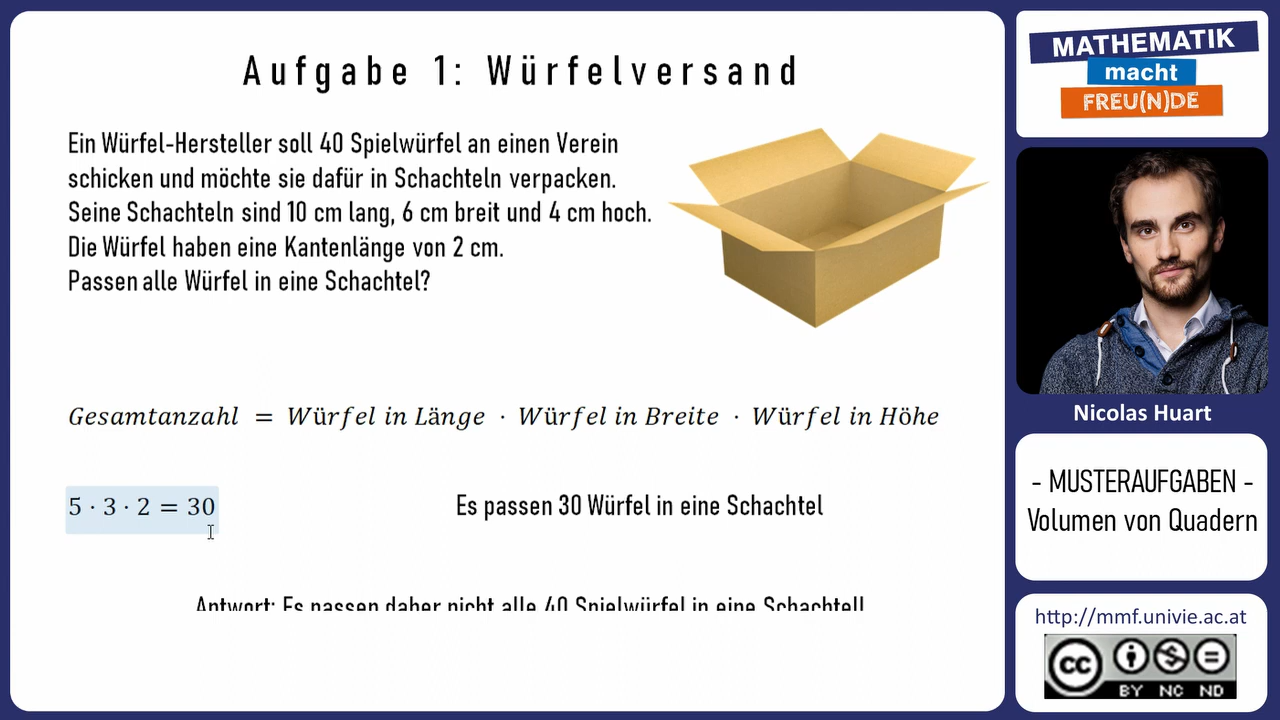 Aufgabe 1: Würfelversand
Ein Würfel-Hersteller soll 40 Spielwürfel an einen Verein
schicken und möchte sie dafür in Schachteln verpacken.
Seine Schachteln sind 10 cm lang, 6 cm breit und 4 cm hoch.
Die Würfel haben eine Kantenlänge von 2 cm.
Passen alle Würfel in eine Schachtel?
Gesamtanzahl = Würfel in Länge · Würfel in Breite · Würfel in Höhe
5 · 3 · 2 = 30
Es passen 30 Würfel in eine Schachtel
Antwort: Es passen daher nicht alle 40 Spielwürfel in eine Schachtel!
MATHEMATIK
macht
FREU(N)DE
Nicolas Huart
- MUSTERAUFGABEN -
Volumen von Quadern
http://mmf.univie.ac.at
cc
BY NC ND